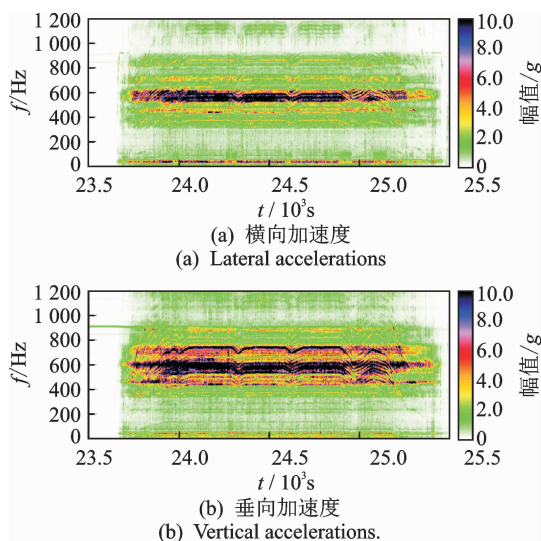 1 200
1 000
800
600
400
200
0
f/Hz
10.0
8.0
6.0
4.0
2.0
0
幅值/g
23.5 24.0 24.5 25.0 25.5
t / 10³s
(a) 横向加速度
(a) Lateral accelerations
1 200
1 000
800
600
400
200
0
f/Hz
10.0
8.0
6.0
4.0
2.0
0
幅值/g
23.5 24.0 24.5 25.0 25.5
t / 10³s
(b) 垂向加速度
(b) Vertical accelerations.